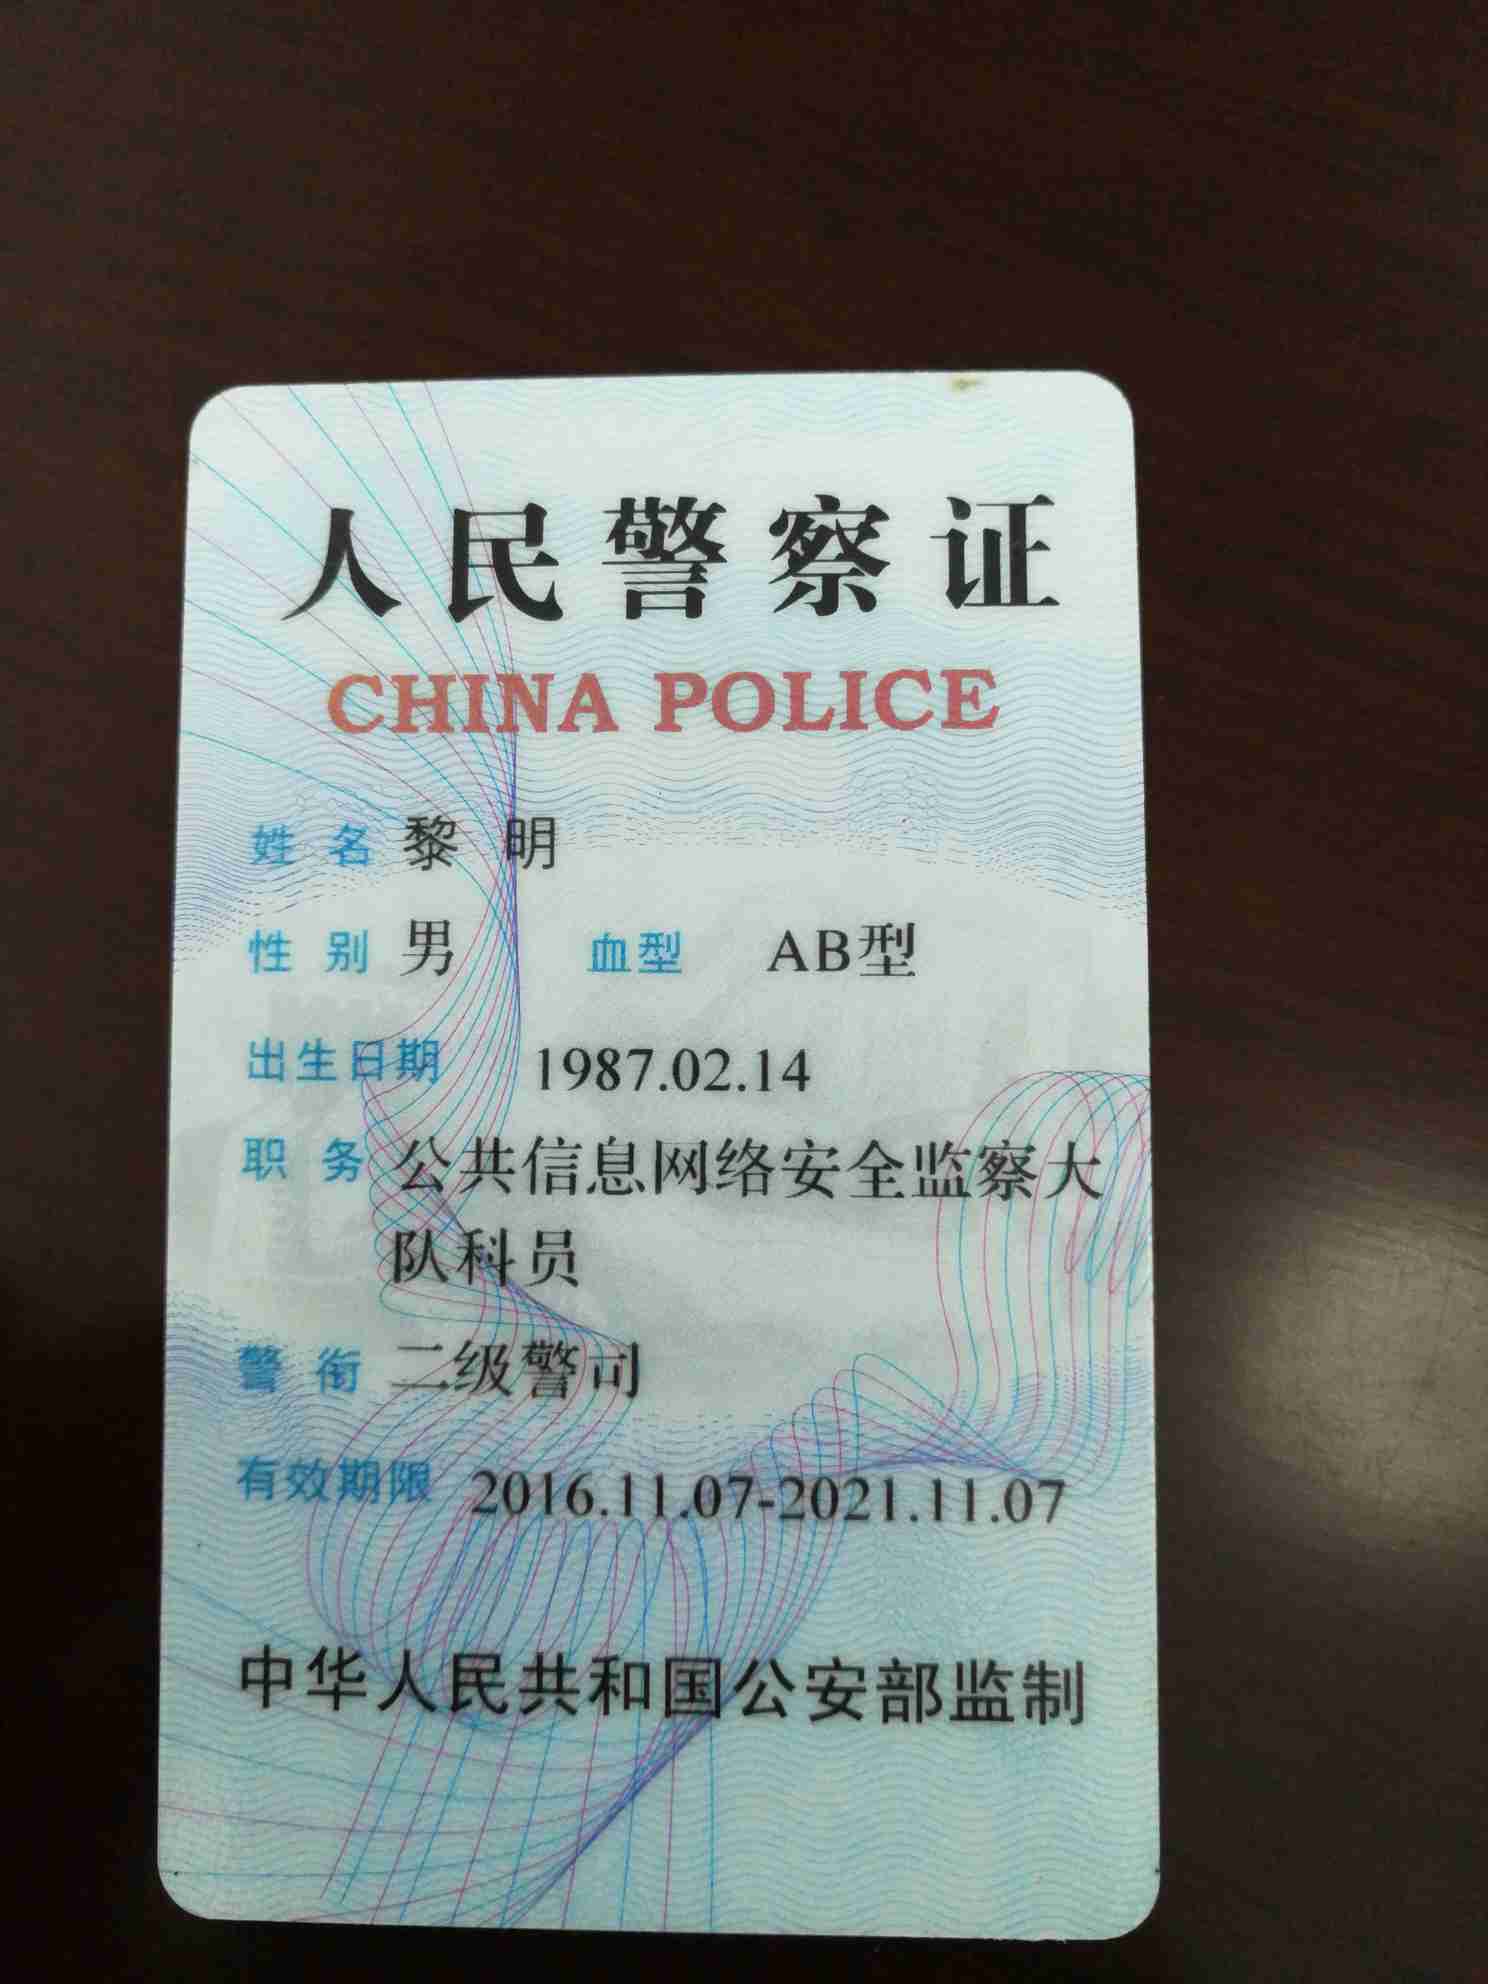 人民警察证
CHINA POLICE
姓名 黎明
性别 男 血型 AB型
出生日期 1987.02.14
职务 公共信息网络安全监察大
队科员
警衔 二级警司
有效期限 2016.11.07-2021.11.07
中华人民共和国公安部监制